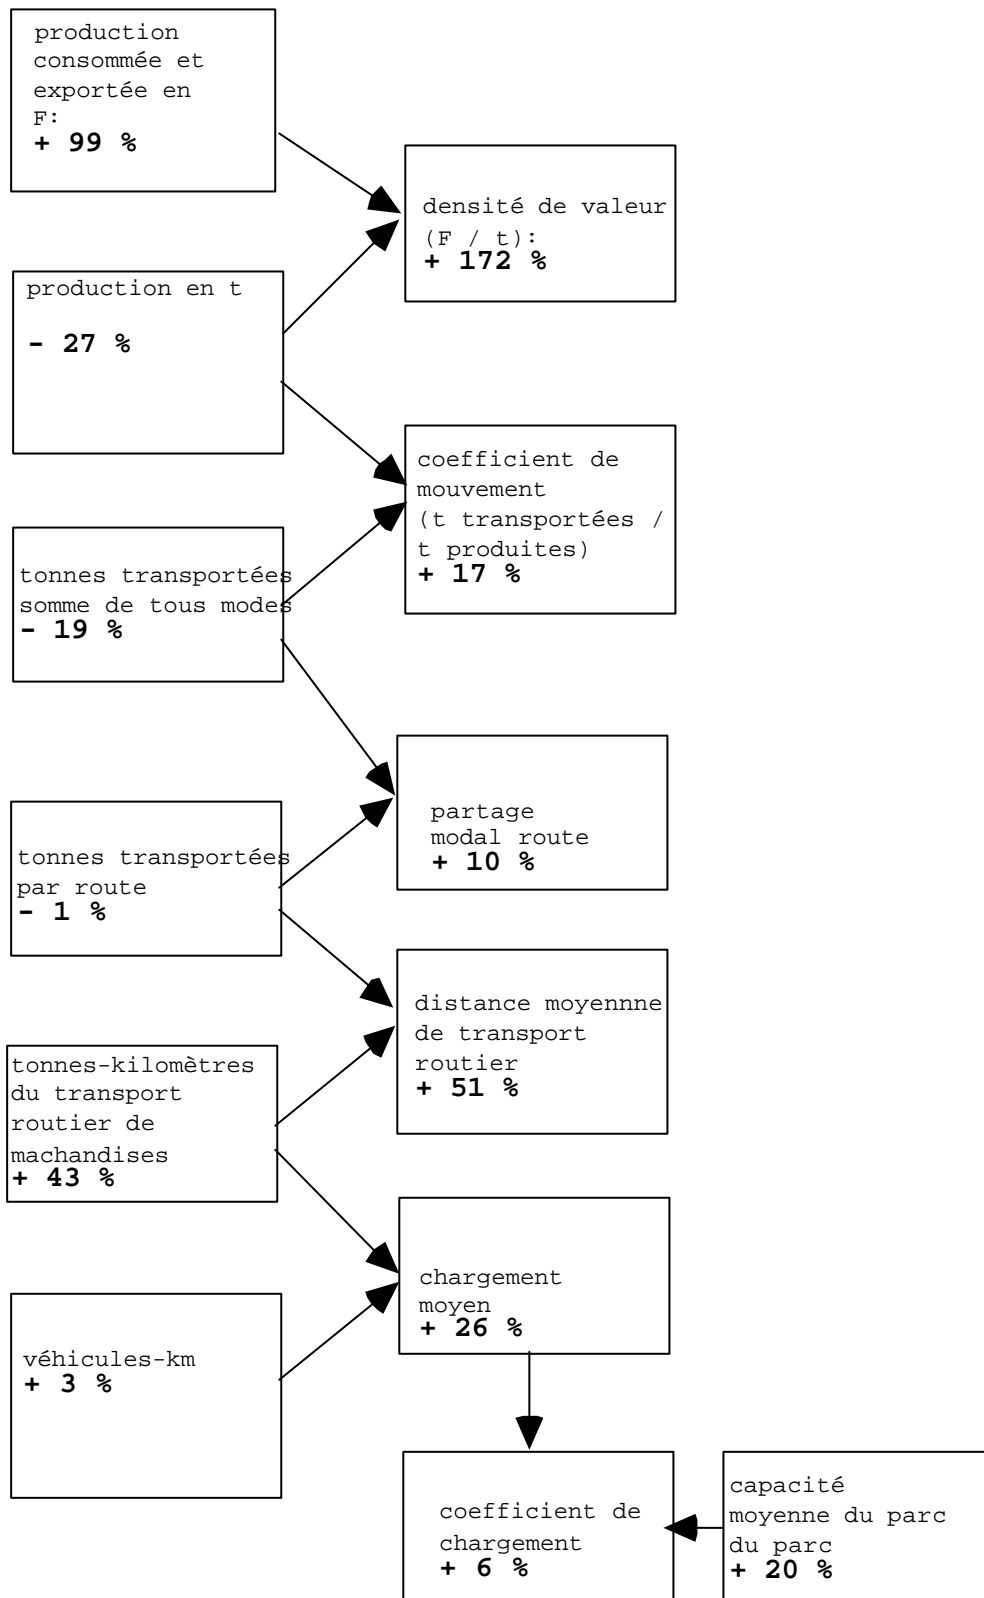 production
consommée et
exportée en
F:
+ 99 %
densité de valeur
(F / t):
+ 172 %
production en t
- 27 %
coefficient de
mouvement
(t transportées /
t produites)
+ 17 %
tonnes transportées
somme de tous modes
- 19 %
partage
modal route
+ 10 %
tonnes transportées
par route
- 1 %
distance moyennne
de transport
routier
+ 51 %
tonnes-kilomètres
du transport
routier de
machandises
+ 43 %
chargement
moyen
+ 26 %
véhicules-km
+ 3 %
coefficient de
chargement
+ 6 %
capacité
moyenne du parc
du parc
+ 20 %